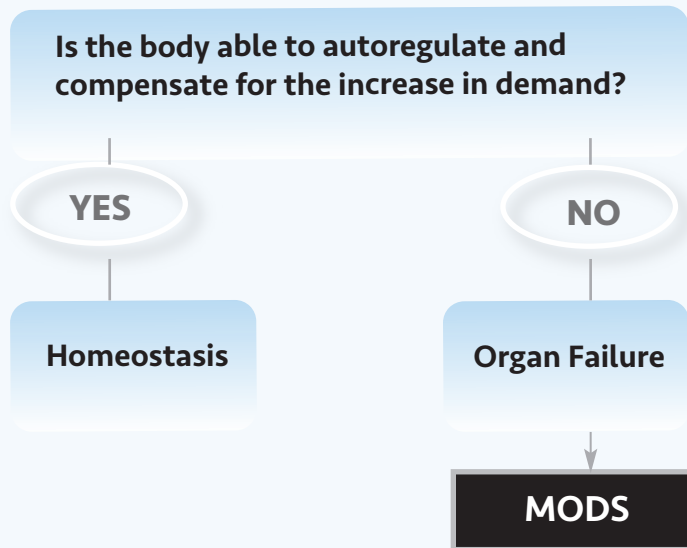 Is the body able to autoregulate and
compensate for the increase in demand?
YES
NO
Homeostasis
Organ Failure
MODS